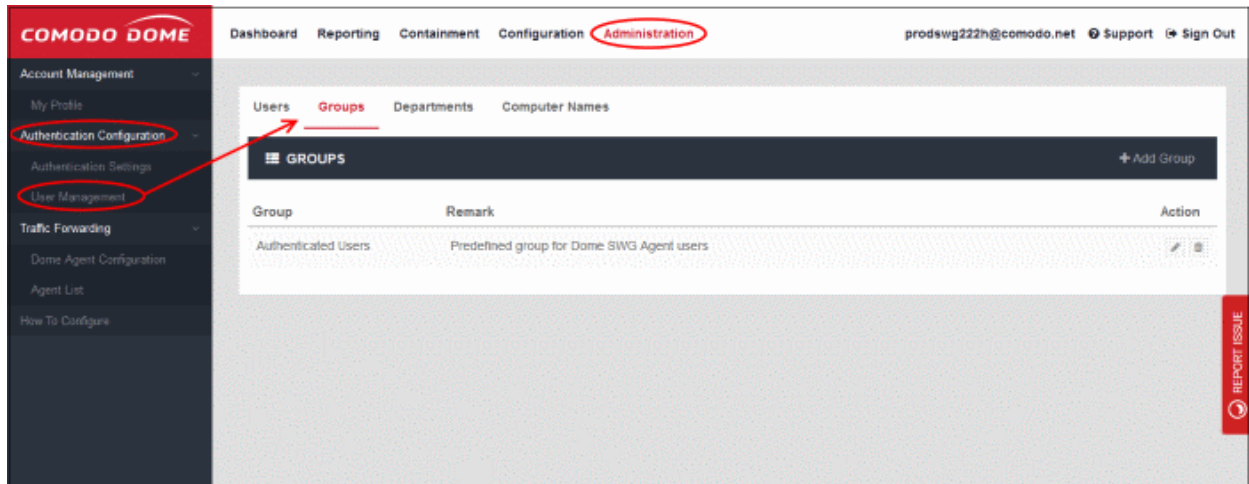 COMODO DOME
Dashboard Reporting Containment Configuration Administration prodswg222h@comodo.net Support Sign Out
Account Management
My Profile
Authentication Configuration
Authentication Settings
User Management
Traffic Forwarding
Dome Agent Configuration
Agent List
How To Configure
Users Groups Departments Computer Names
GROUPS + Add Group
Group Remark Action
Authenticated Users Predefined group for Dome SWG Agent users
REPORT ISSUE